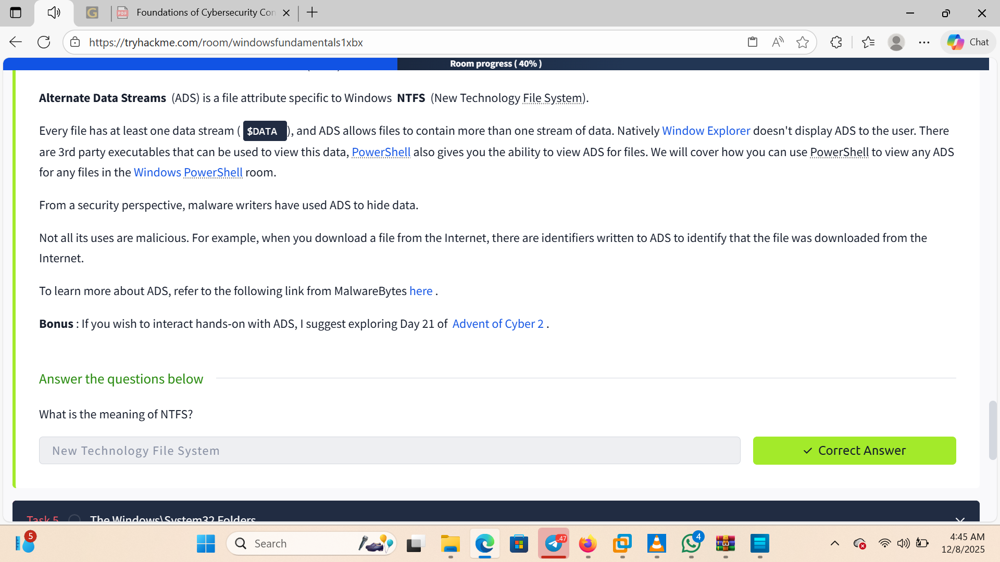 Foundations of Cybersecurity Con
https://tryhackme.com/room/windowsfundamentals1xbx
Chat
Room progress ( 40% )
Alternate Data Streams (ADS) is a file attribute specific to Windows NTFS (New Technology File System).
Every file has at least one data stream ( $DATA ), and ADS allows files to contain more than one stream of data. Natively Window Explorer doesn't display ADS to the user. There
are 3rd party executables that can be used to view this data, PowerShell also gives you the ability to view ADS for files. We will cover how you can use PowerShell to view any ADS
for any files in the Windows PowerShell room.
From a security perspective, malware writers have used ADS to hide data.
Not all its uses are malicious. For example, when you download a file from the Internet, there are identifiers written to ADS to identify that the file was downloaded from the
Internet.
To learn more about ADS, refer to the following link from MalwareBytes here .
Bonus : If you wish to interact hands-on with ADS, I suggest exploring Day 21 of Advent of Cyber 2 .
Answer the questions below
What is the meaning of NTFS?
New Technology File System
✓ Correct Answer
Task 5 The Windows\System32 Folders
5
Search
.47
4
4:45 AM
12/8/2025